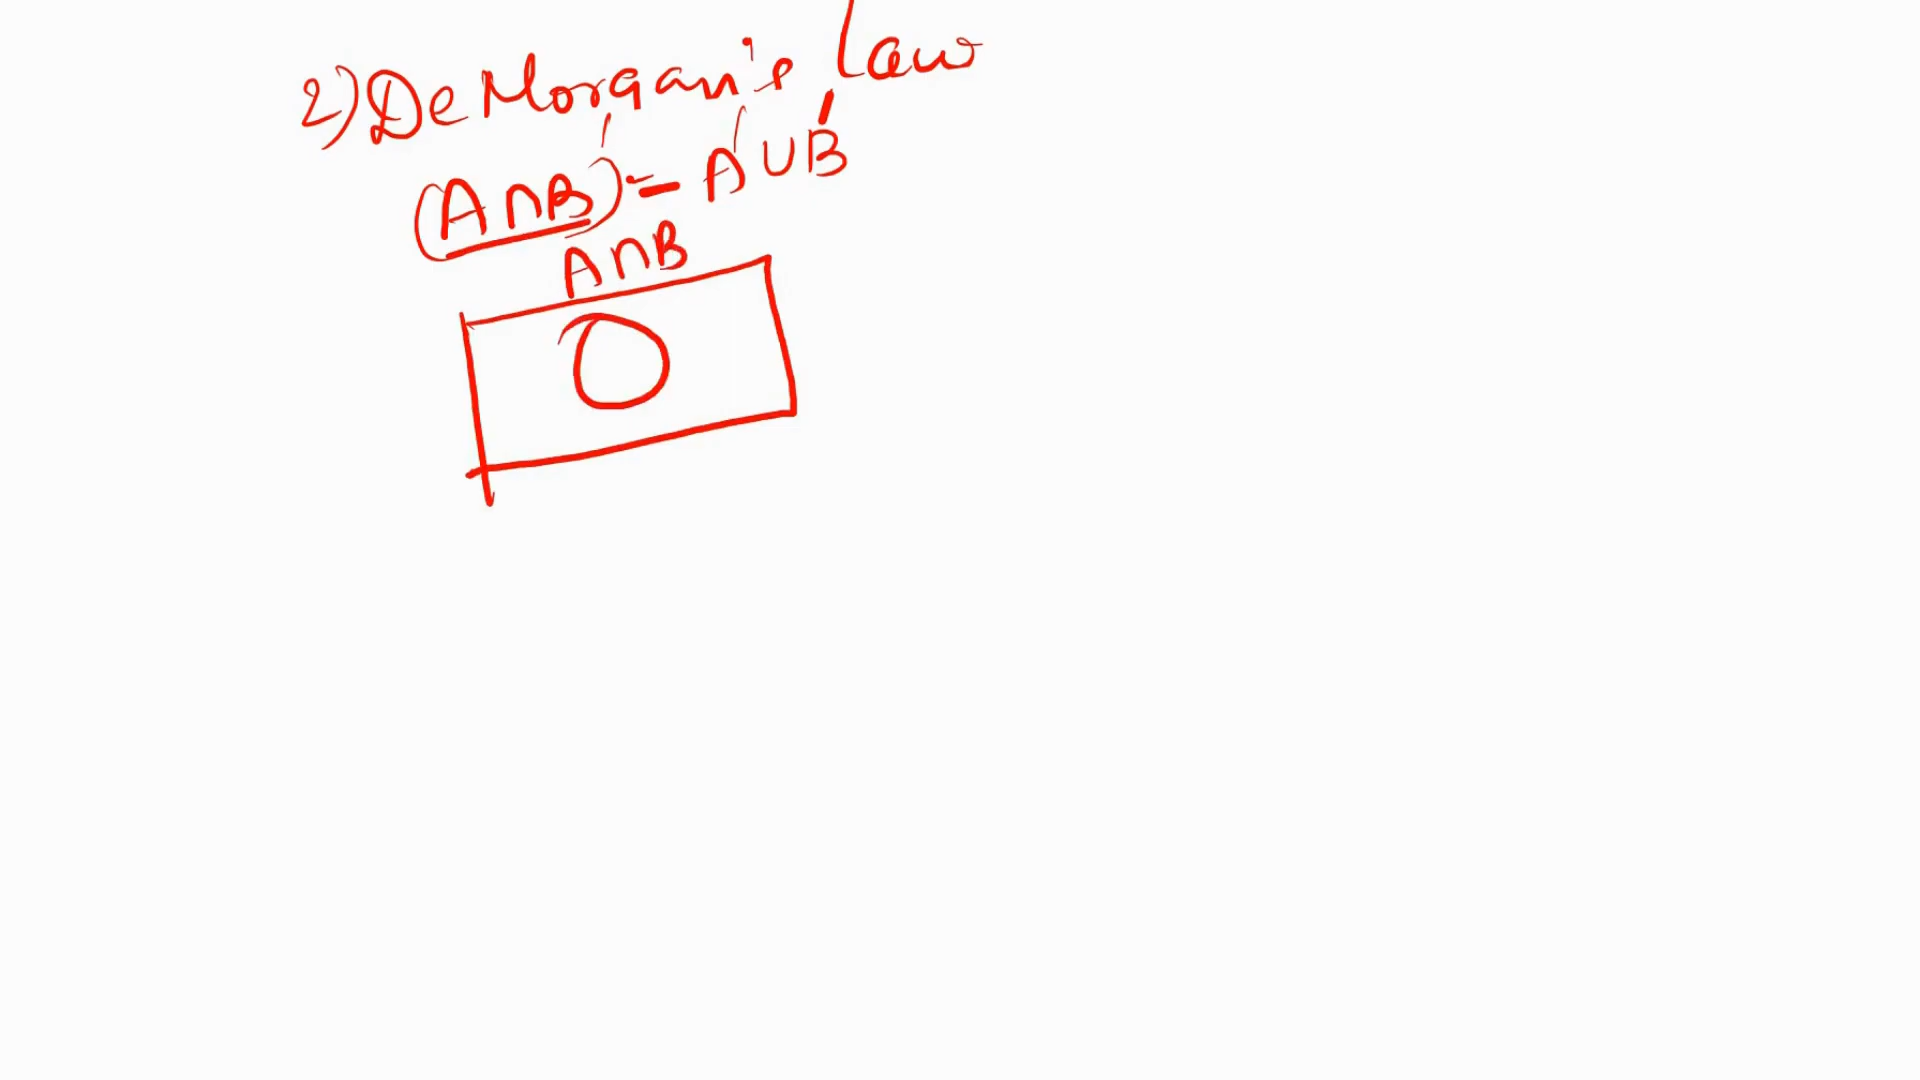 2) De Morgan's Law
(A∩B)' = A'∪B'
A∩B